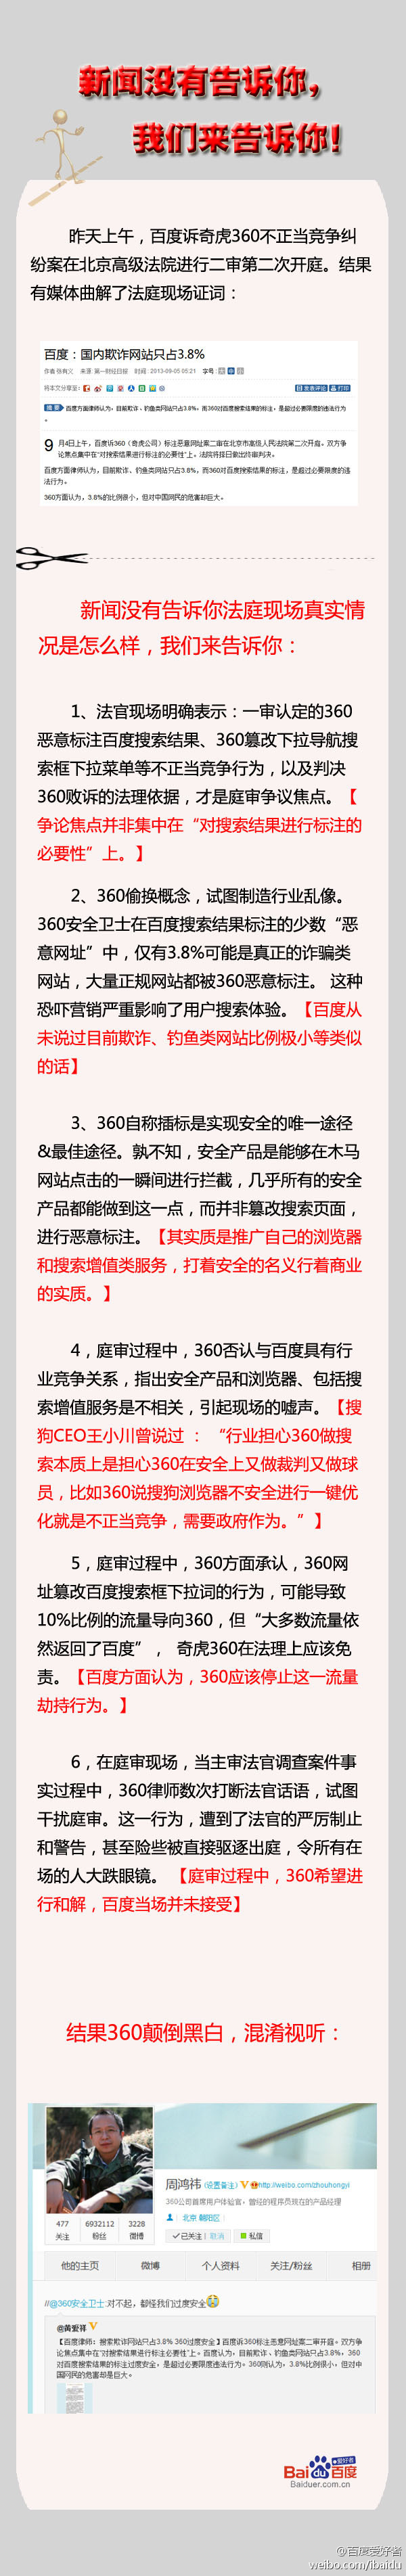 新闻没有告诉你，
我们来告诉你！
昨天上午，百度诉奇虎360不正当竞争纠
纷案在北京高级法院进行二审第二次开庭。结果
有媒体曲解了法庭现场证词：
百度：国内欺诈网站只占3.8%
作者:张有义 来源:第一财经日报 时间:2013-09-05 05:21 字号:
将本文分享至：
发表评论 打印
摘要 百度方面律师认为，目前欺诈、钓鱼类网站只占3.8%，而360对百度搜索结果的标注，是超过必要限度的违法行为
。
9 月4日上午，百度诉360（奇虎公司）标注恶意网址案二审在北京市高级人民法院第二次开庭。双方争
论焦点集中在“对搜索结果进行标注的必要性”上。法院将择日做出终审判决。
百度方面律师认为，目前欺诈、钓鱼类网站只占3.8%，而360对百度搜索结果的标注，是超过必要限度的违
法行为。
360方面认为，3.8%的比例很小，但对中国网民的危害却巨大。
新闻没有告诉你法庭现场真实情
况是怎么样，我们来告诉你：
1、法官现场明确表示：一审认定的360
恶意标注百度搜索结果、360篡改下拉导航搜
索框下拉菜单等不正当竞争行为，以及判决
360败诉的法理依据，才是庭审争议焦点。【
争论焦点并非集中在“对搜索结果进行标注的
必要性”上。】
2、360偷换概念，试图制造行业乱像。
360安全卫士在百度搜索结果标注的少数“恶
意网址”中，仅有3.8%可能是真正的诈骗类
网站，大量正规网站都被360恶意标注。 这种
恐吓营销严重影响了用户搜索体验。【百度从
未说过目前欺诈、钓鱼类网站比例极小等类似
的话】
3、360自称插标是实现安全的唯一途径
&最佳途径。孰不知，安全产品是能够在木马
网站点击的一瞬间进行拦截，几乎所有的安全
产品都能做到这一点，而并非篡改搜索页面，
进行恶意标注。【其实质是推广自己的浏览器
和搜索增值类服务，打着安全的名义行着商业
的实质。】
4，庭审过程中，360否认与百度具有行
业竞争关系，指出安全产品和浏览器、包括搜
索增值服务是不相关，引起现场的嘘声。【搜
狗CEO王小川曾说过 ： “行业担心360做搜
索本质上是担心360在安全上又做裁判又做球
员，比如360说搜狗浏览器不安全进行一键优
化就是不正当竞争，需要政府作为。”】
5，庭审过程中，360方面承认，360网
址篡改百度搜索框下拉词的行为，可能导致
10%比例的流量导向360，但“大多数流量依
然返回了百度”， 奇虎360在法理上应该免
责。【百度方面认为，360应该停止这一流量
劫持行为。】
6，在庭审现场，当主审法官调查案件事
实过程中，360律师数次打断法官话语，试图
干扰庭审。这一行为，遭到了法官的严厉制止
和警告，甚至险些被直接驱逐出庭，令所有在
场的人大跌眼镜。 【庭审过程中，360希望进
行和解，百度当场并未接受】
结果360颠倒黑白，混淆视听：
周鸿祎 (设置备注) http://weibo.com/zhouhongyi
360公司首席用户体验官，曾经的程序员现在的产品经理
北京 朝阳区
477 6932112 3228
关注 粉丝 微博
已关注 | 取消 私信
他的主页 微博 个人资料 关注/粉丝 相册
//@360安全卫士:对不起，都怪我们过度安全
@黄爱祥
【百度律师：搜索欺诈网站只占3.8% 360过度安全】百度诉360标注恶意网址案二审开庭。双方争
论焦点集中在“对搜索结果进行标注的必要性”上。百度认为，目前欺诈、钓鱼类网站只占3.8%，360
对百度搜索结果的标注过度安全，是超过必要限度违法行为。360则认为，3.8%比例很小，但对中
国网民的危害却是巨大。
Bai du 百度 爱好者
Baiduer.com.cn
@百度爱好者
weibo.com/ibaidu